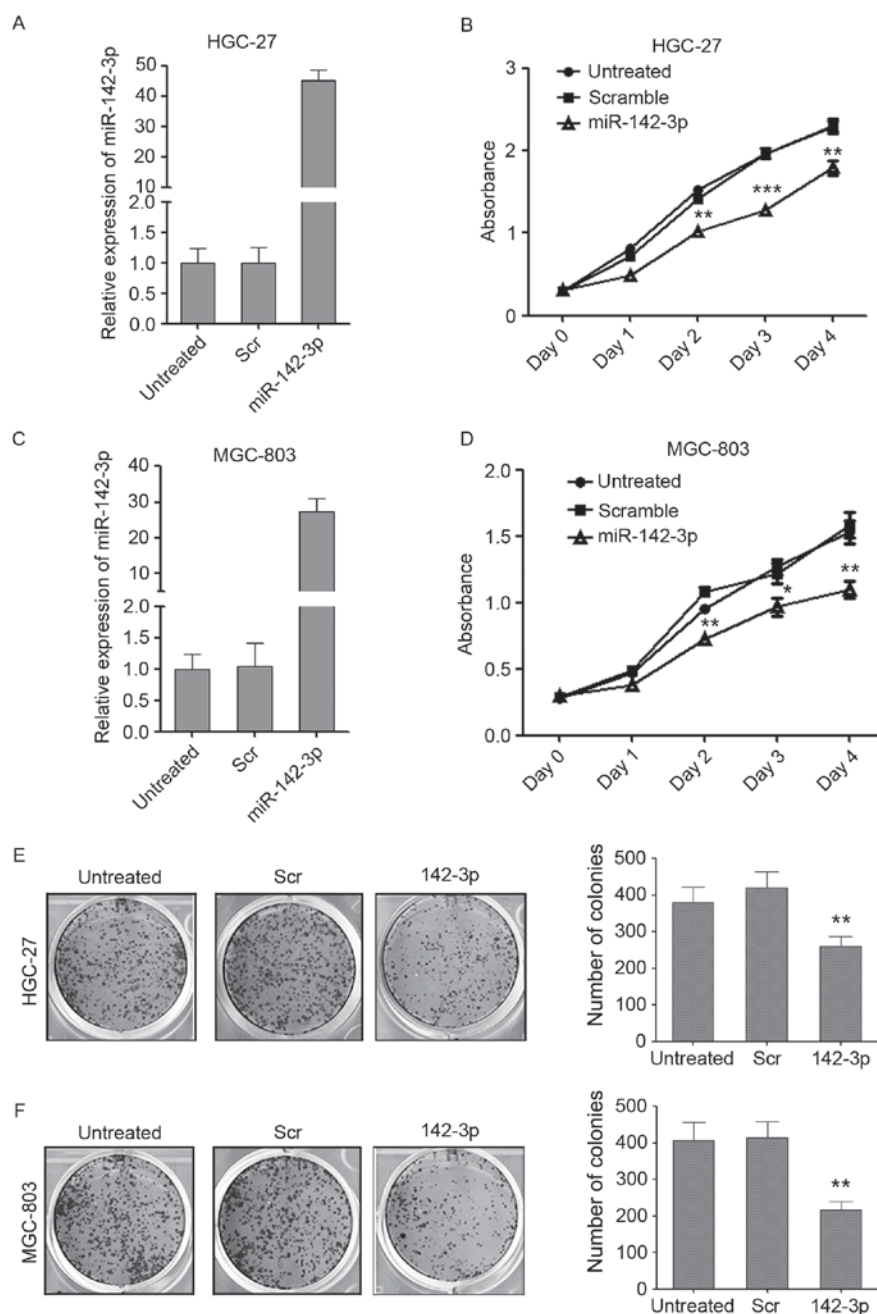 A
HGC-27
Relative expression of miR-142-3p
50
40
30
20
10
2.0
1.5
1.0
0.5
0.0
Untreated
Scr
miR-142-3p
B
HGC-27
Untreated
Scramble
miR-142-3p
Absorbance
3
2
1
0
**
***
**
Day 0
Day 1
Day 2
Day 3
Day 4
C
MGC-803
Relative expression of miR-142-3p
40
30
20
10
2.0
1.5
1.0
0.5
0.0
Untreated
Scr
miR-142-3p
D
MGC-803
Untreated
Scramble
miR-142-3p
Absorbance
2.0
1.5
1.0
0.5
0.0
**
*
**
Day 0
Day 1
Day 2
Day 3
Day 4
E
Untreated
Scr
142-3p
HGC-27
Number of colonies
500
400
300
200
100
0
**
Untreated
Scr
142-3p
F
Untreated
Scr
142-3p
MGC-803
Number of colonies
500
400
300
200
100
0
**
Untreated
Scr
142-3p